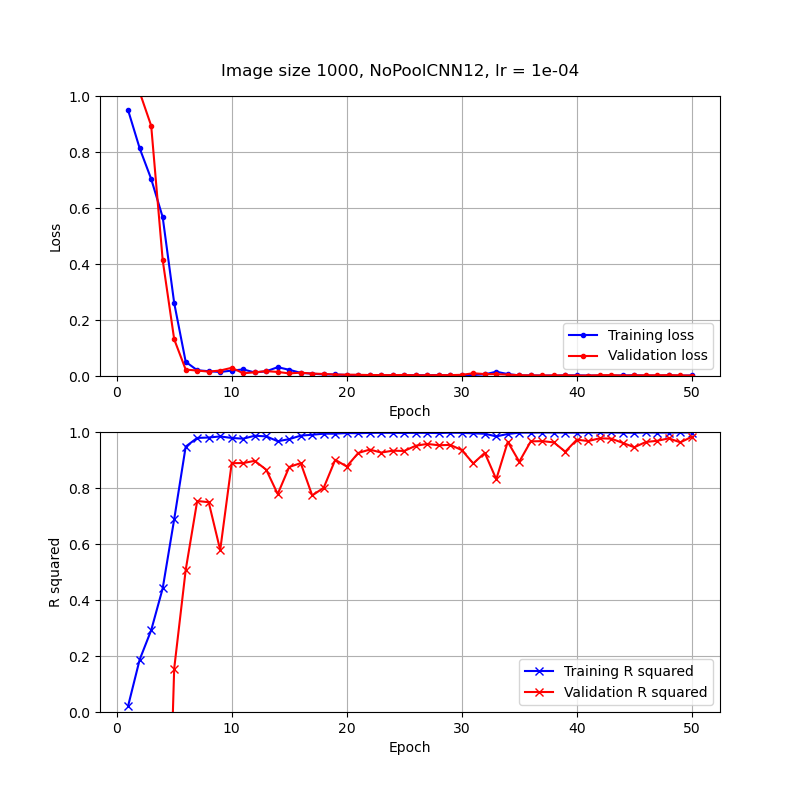 Image size 1000, NoPoolCNN12, lr = 1e-04
1.0
0.8
0.6
0.4
0.2
0.0
Loss
Training loss
Validation loss
0 10 20 30 40 50
Epoch
1.0
0.8
0.6
0.4
0.2
0.0
R squared
Training R squared
Validation R squared
0 10 20 30 40 50
Epoch